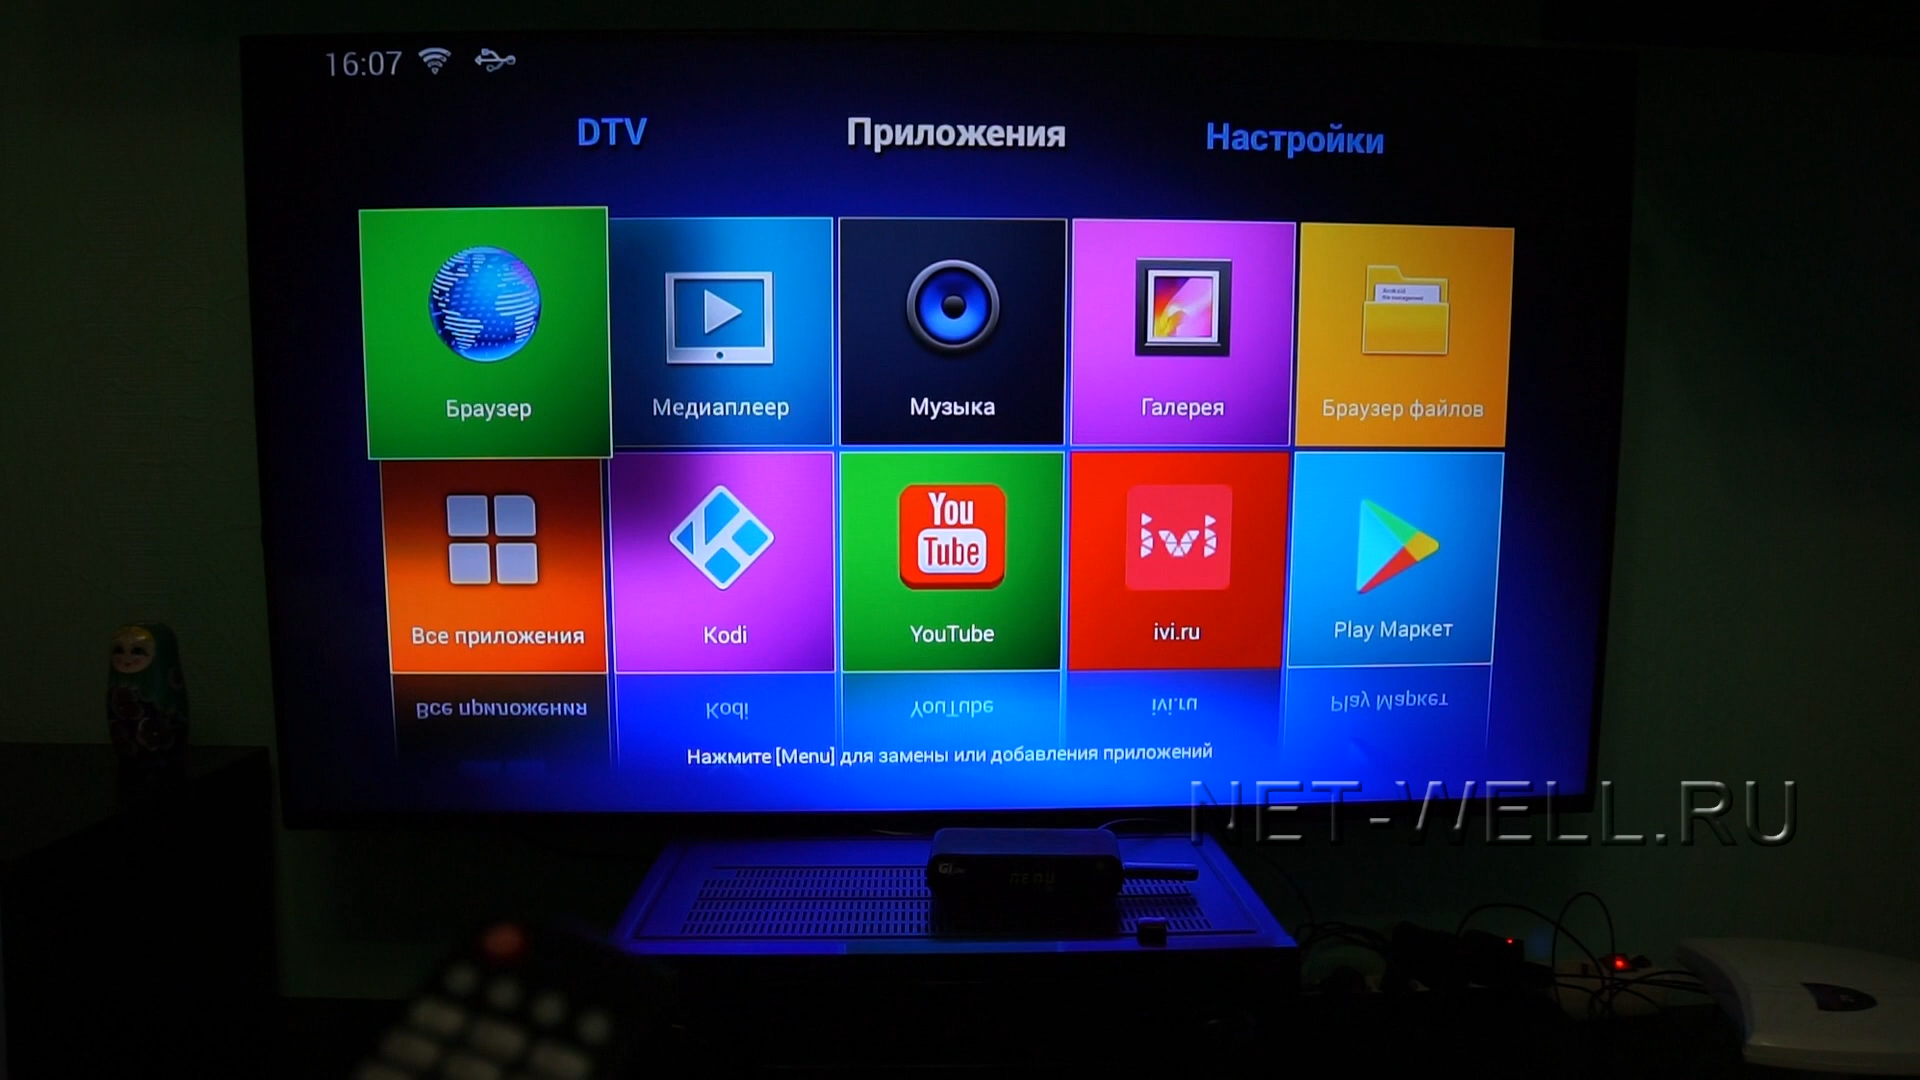 16:07
DTV Приложения Настройки
Браузер Медиаплеер Музыка Галерея Браузер файлов
You
Tube
ivi
Все приложения Kodi YouTube ivi.ru Play Маркет
Все приложения Kodi YouTube ivi.ru Play Маркет
Нажмите [Menu] для замены или добавления приложений
NET-WELL.RU
GI